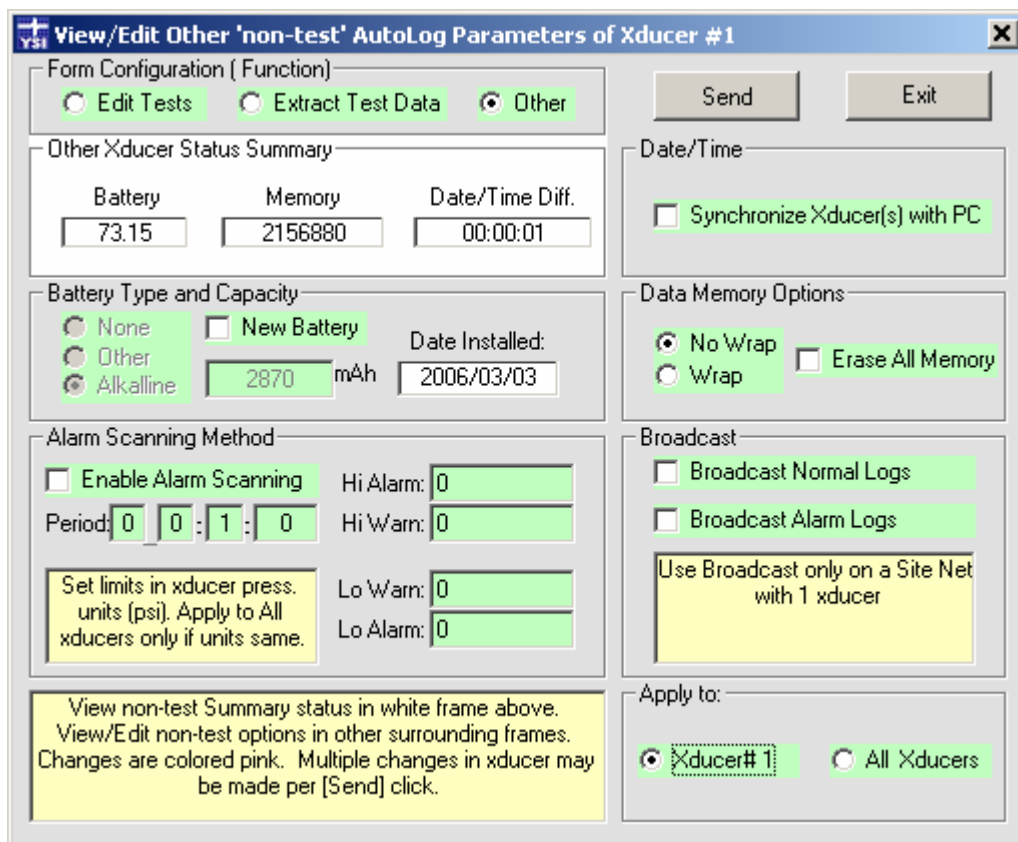 YSI View/Edit Other 'non-test' AutoLog Parameters of Xducer #1
Form Configuration ( Function)
Edit Tests
Extract Test Data
Other
Send
Exit
Other Xducer Status Summary
Battery
Memory
Date/Time Diff.
73.15
2156880
00:00:01
Date/Time
Synchronize Xducer(s) with PC
Battery Type and Capacity
None
Other
Alkalline
New Battery
2870 mAh
Date Installed:
2006/03/03
Data Memory Options
No Wrap
Wrap
Erase All Memory
Alarm Scanning Method
Enable Alarm Scanning
Period: 0 _ 0 : 1 : 0
Hi Alarm: 0
Hi Warn: 0
Set limits in xducer press.
units (psi). Apply to All
xducers only if units same.
Lo Warn: 0
Lo Alarm: 0
Broadcast
Broadcast Normal Logs
Broadcast Alarm Logs
Use Broadcast only on a Site Net
with 1 xducer
View non-test Summary status in white frame above.
View/Edit non-test options in other surrounding frames.
Changes are colored pink. Multiple changes in xducer may
be made per [Send] click.
Apply to:
Xducer# 1
All Xducers